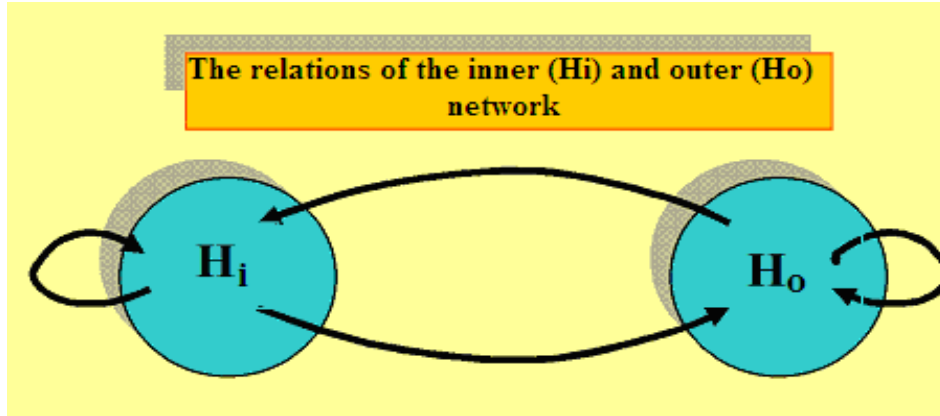 The relations of the inner (Hi) and outer (Ho)
network
Hi
Ho